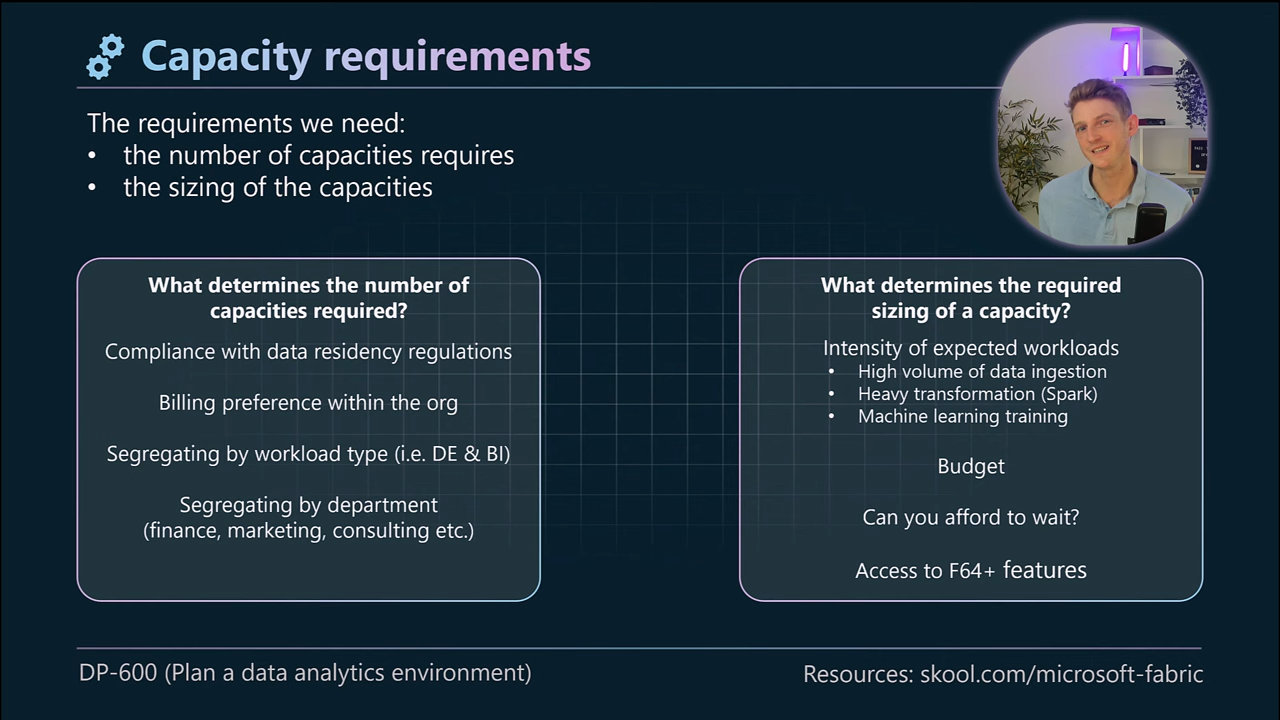 Capacity requirements
The requirements we need:
• the number of capacities requires
• the sizing of the capacities
What determines the number of
capacities required?
Compliance with data residency regulations
Billing preference within the org
Segregating by workload type (i.e. DE & BI)
Segregating by department
(finance, marketing, consulting etc.)
What determines the required
sizing of a capacity?
Intensity of expected workloads
• High volume of data ingestion
• Heavy transformation (Spark)
• Machine learning training
Budget
Can you afford to wait?
Access to F64+ features
DP-600 (Plan a data analytics environment)
Resources: skool.com/microsoft-fabric